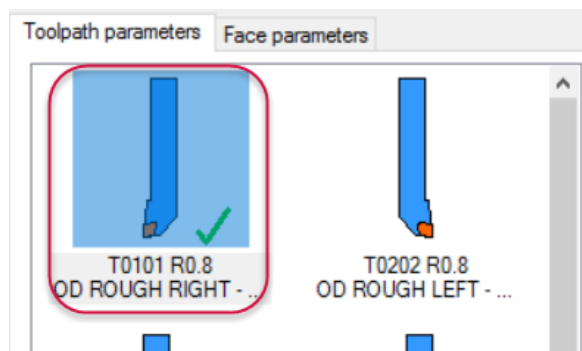 Toolpath parameters
Face parameters
T0101 R0.8
OD ROUGH RIGHT - ...
T0202 R0.8
OD ROUGH LEFT - ...